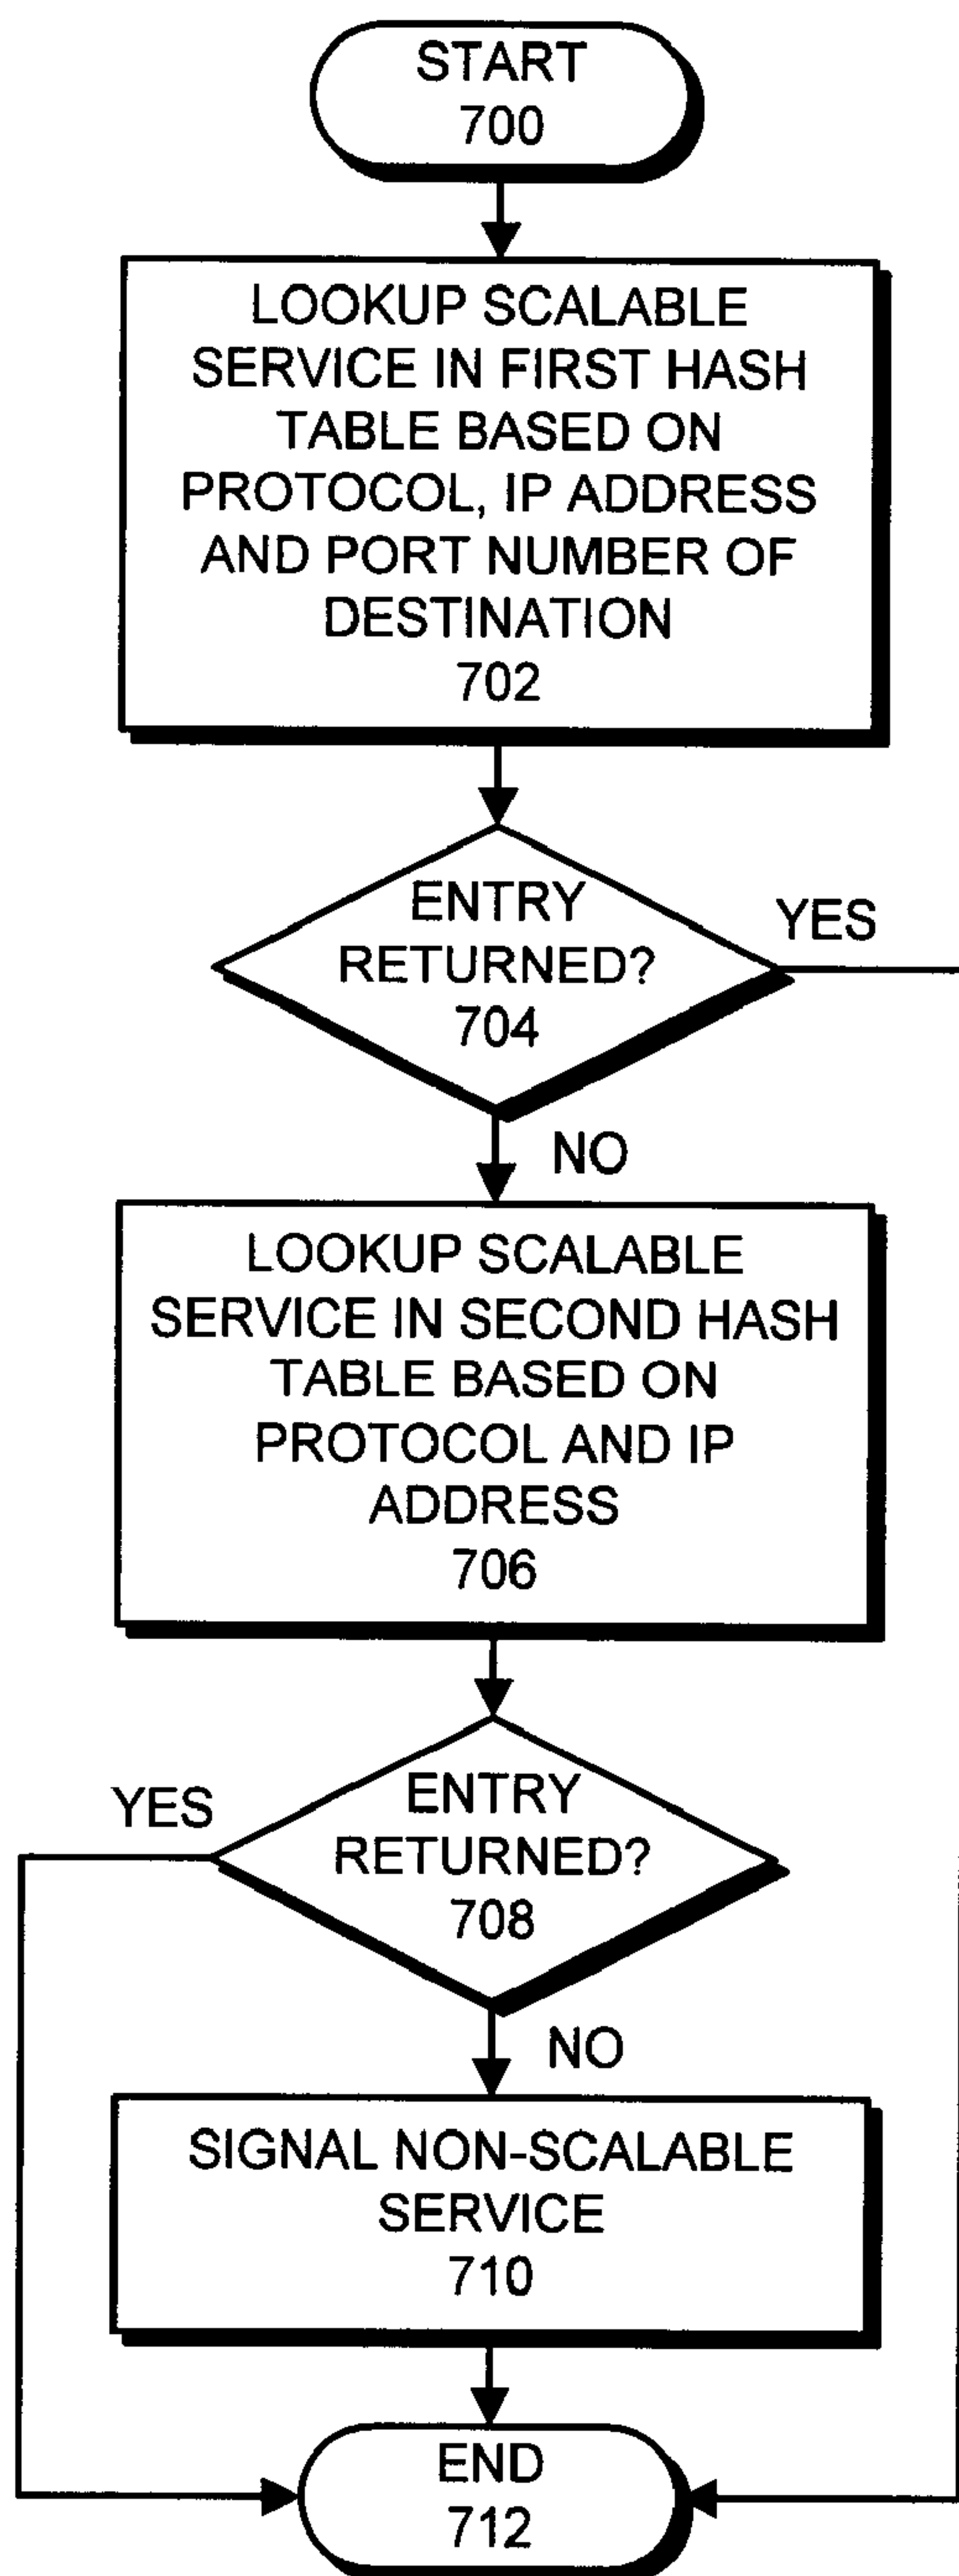 START
700
LOOKUP SCALABLE
SERVICE IN FIRST HASH
TABLE BASED ON
PROTOCOL, IP ADDRESS
AND PORT NUMBER OF
DESTINATION
702
ENTRY
RETURNED?
704
YES
NO
LOOKUP SCALABLE
SERVICE IN SECOND HASH
TABLE BASED ON
PROTOCOL AND IP
ADDRESS
706
YES
ENTRY
RETURNED?
708
NO
SIGNAL NON-SCALABLE
SERVICE
710
END
712